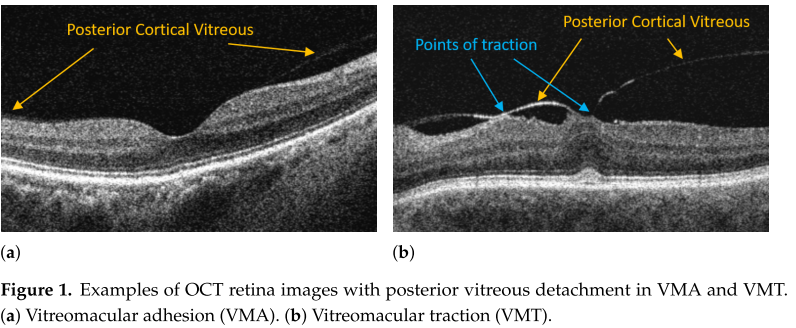 Posterior Cortical Vitreous
Posterior Cortical Vitreous
Points of traction
(a)
(b)
Figure 1. Examples of OCT retina images with posterior vitreous detachment in VMA and VMT.
(a) Vitreomacular adhesion (VMA). (b) Vitreomacular traction (VMT).